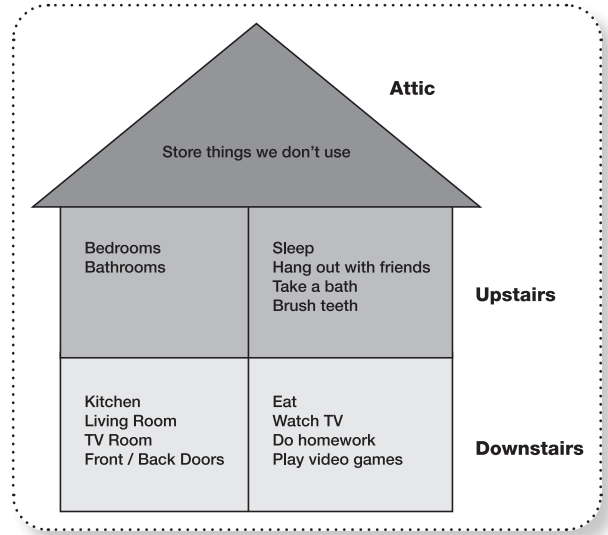 Attic
Store things we don't use
Bedrooms
Bathrooms
Sleep
Hang out with friends
Take a bath
Brush teeth
Upstairs
Kitchen
Living Room
TV Room
Front / Back Doors
Eat
Watch TV
Do homework
Play video games
Downstairs